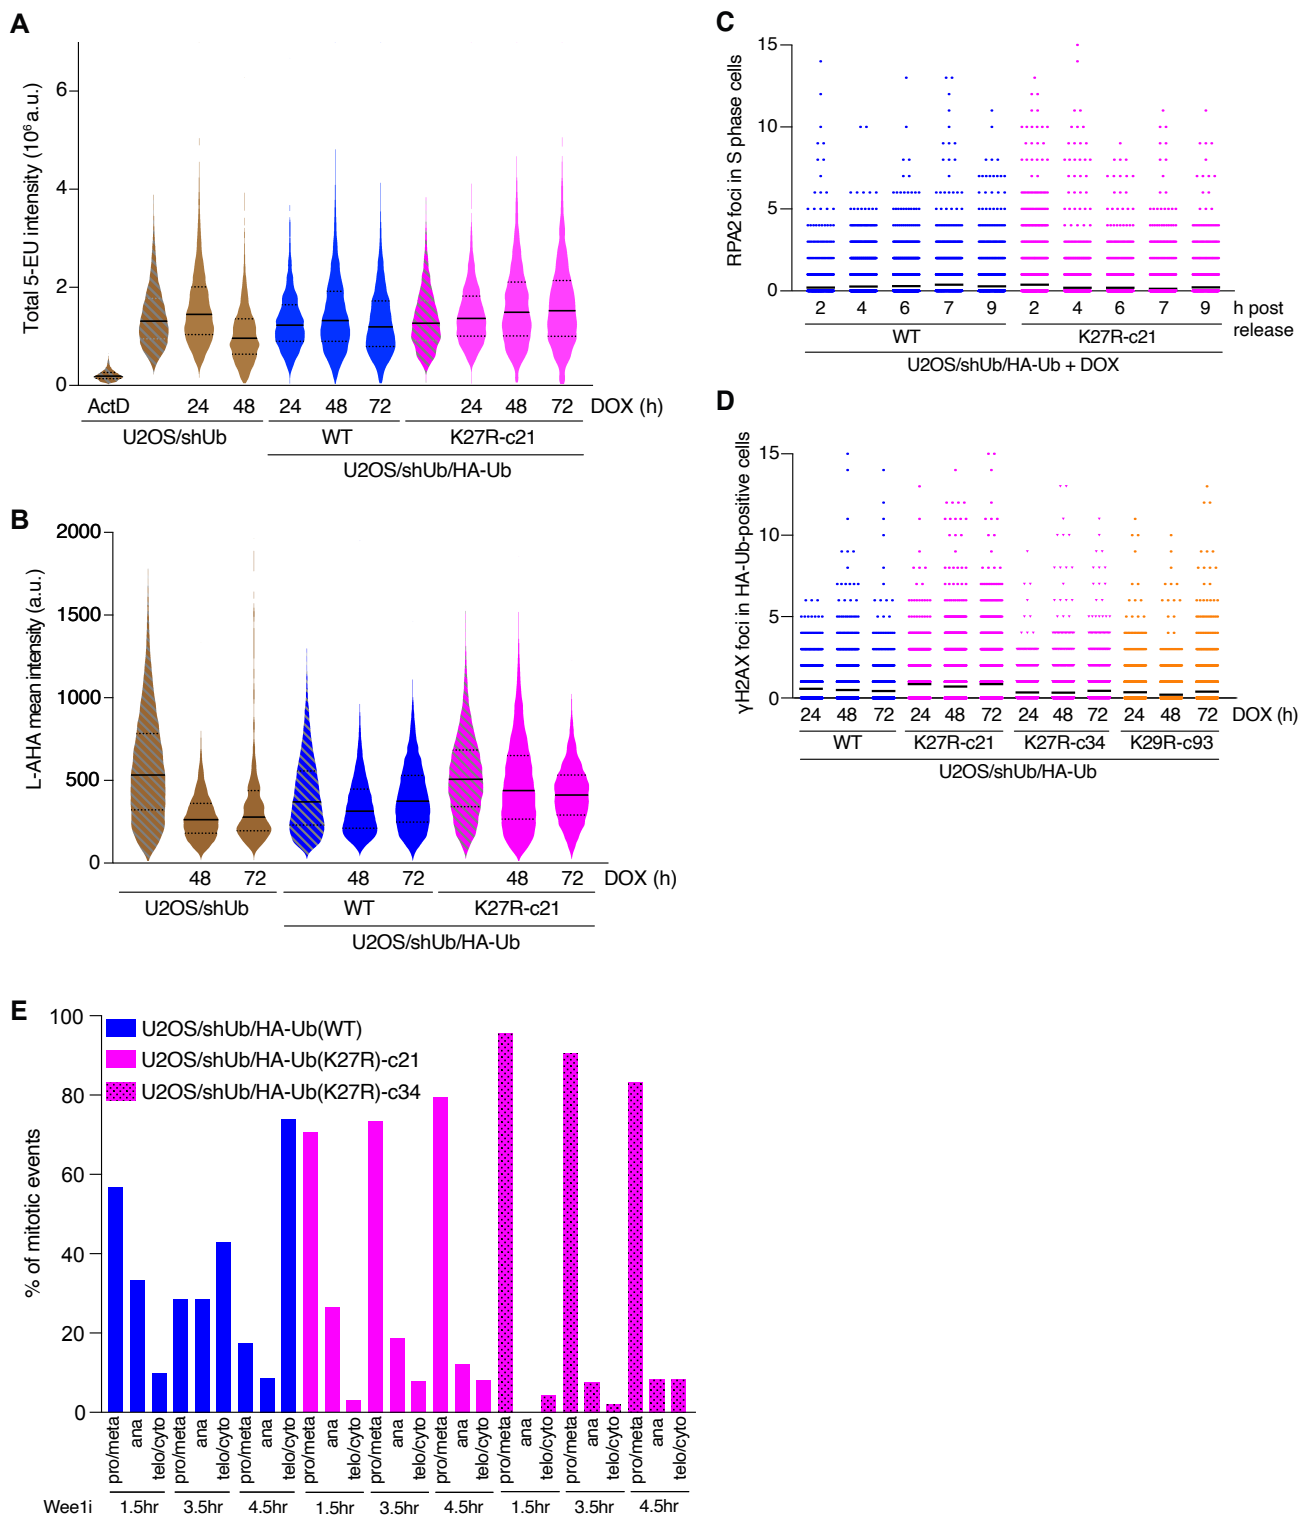 A
Total 5-EU intensity (10⁶ a.u.)
6
4
2
0
ActD 24 48 24 48 72 24 48 72 DOX (h)
U2OS/shUb WT K27R-c21
U2OS/shUb/HA-Ub
B
L-AHA mean intensity (a.u.)
2000
1500
1000
500
0
48 72 48 72 48 72 DOX (h)
U2OS/shUb WT K27R-c21
U2OS/shUb/HA-Ub
C
RPA2 foci in S phase cells
15
10
5
0
2 4 6 7 9 2 4 6 7 9 h post
release
WT K27R-c21
U2OS/shUb/HA-Ub + DOX
D
γH2AX foci in HA-Ub-positive cells
15
10
5
0
24 48 72 24 48 72 24 48 72 24 48 72 DOX (h)
WT K27R-c21 K27R-c34 K29R-c93
U2OS/shUb/HA-Ub
E
% of mitotic events
100
80
60
40
20
0
U2OS/shUb/HA-Ub(WT)
U2OS/shUb/HA-Ub(K27R)-c21
U2OS/shUb/HA-Ub(K27R)-c34
pro/meta ana telo/cyto pro/meta ana telo/cyto pro/meta ana telo/cyto pro/meta ana telo/cyto pro/meta ana telo/cyto pro/meta ana telo/cyto pro/meta ana telo/cyto pro/meta ana telo/cyto pro/meta ana telo/cyto
Wee1i 1.5hr 3.5hr 4.5hr 1.5hr 3.5hr 4.5hr 1.5hr 3.5hr 4.5hr